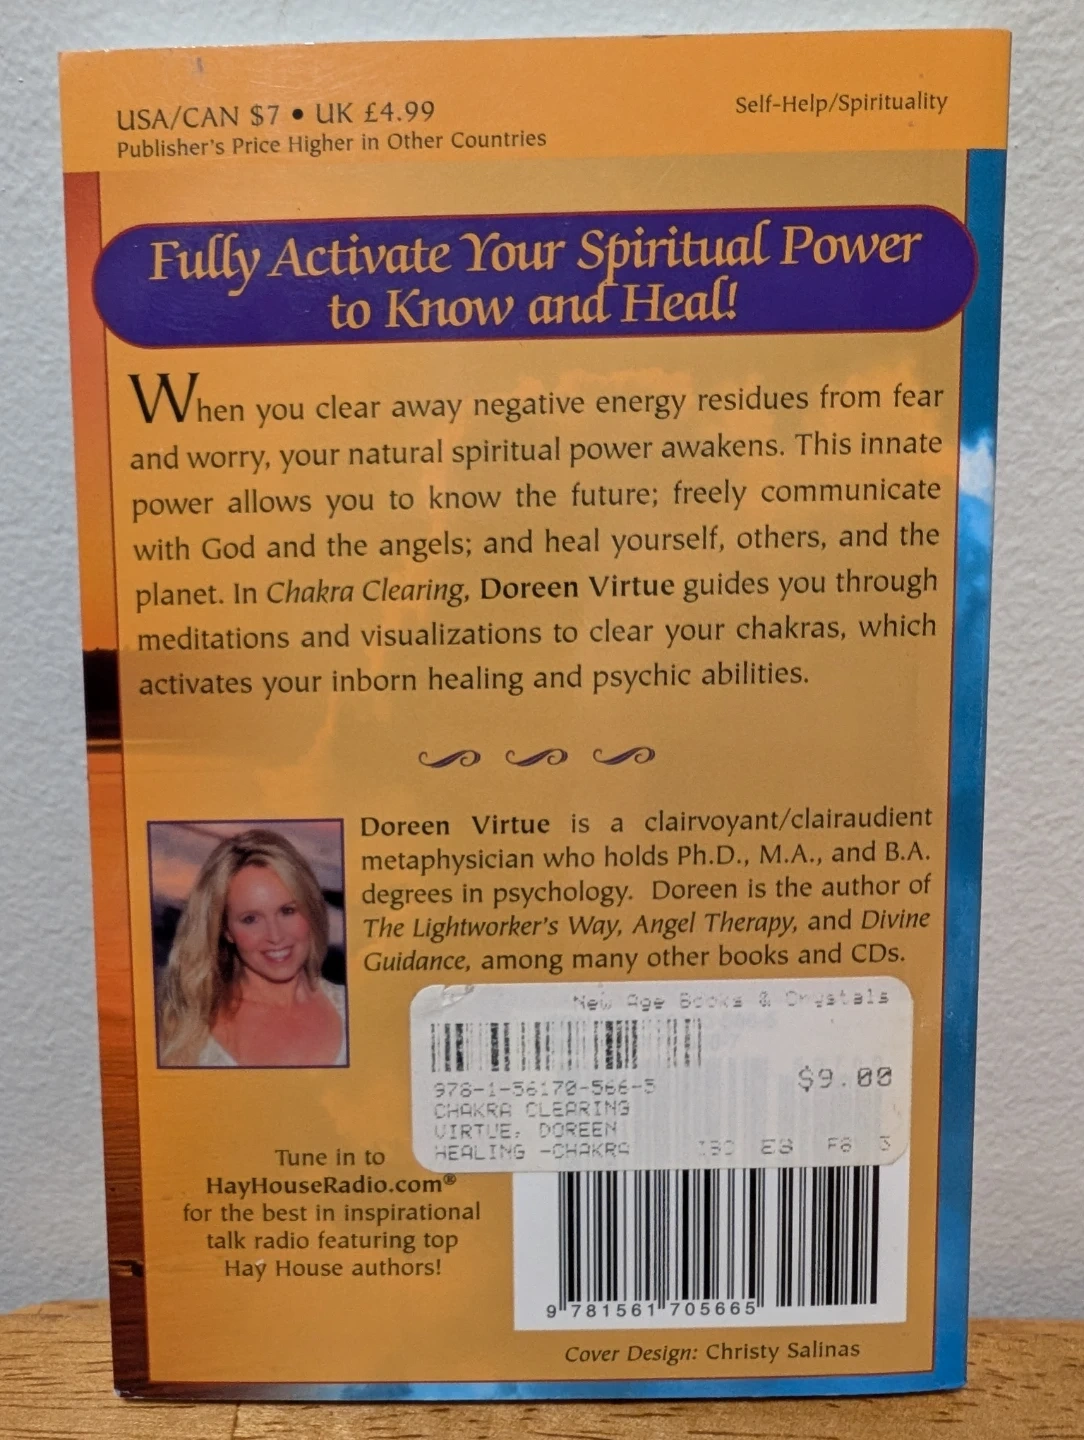 USA/CAN $7 • UK £4.99
Publisher's Price Higher in Other Countries
Self-Help/Spirituality
Fully Activate Your Spiritual Power
to Know and Heal!
When you clear away negative energy residues from fear
and worry, your natural spiritual power awakens. This innate
power allows you to know the future; freely communicate
with God and the angels; and heal yourself, others, and the
planet. In Chakra Clearing, Doreen Virtue guides you through
meditations and visualizations to clear your chakras, which
activates your inborn healing and psychic abilities.
Doreen Virtue is a clairvoyant/clairaudient
metaphysician who holds Ph.D., M.A., and B.A.
degrees in psychology. Doreen is the author of
The Lightworker's Way, Angel Therapy, and Divine
Guidance, among many other books and CDs.
New Age Books & Crystals
$9.00
978-1-56170-566-5
CHAKRA CLEARING
VIRTUE, DOREEN
HEALING -CHAKRA
Tune in to
HayHouseRadio.com®
for the best in inspirational
talk radio featuring top
Hay House authors!
9 781561 705665
Cover Design: Christy Salinas